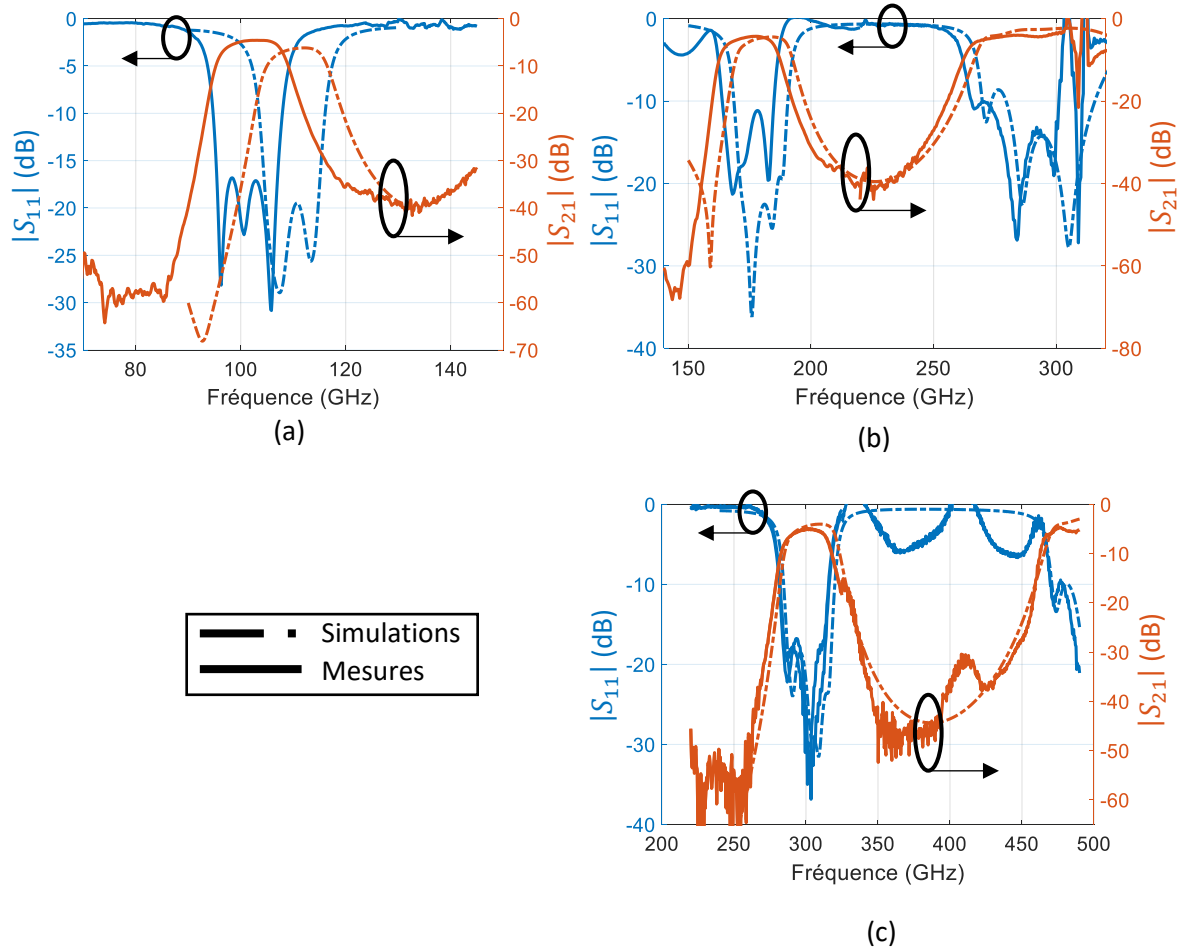 0
-5
-10
-15
-20
-25
-30
-35
|S11| (dB)
0
-10
-20
-30
-40
-50
-60
-70
|S21| (dB)
80 100 120 140
Fréquence (GHz)
(a)
0
-10
-20
-30
-40
|S11| (dB)
0
-20
-40
-60
-80
|S21| (dB)
150 200 250 300
Fréquence (GHz)
(b)
Simulations
Mesures
0
-10
-20
-30
-40
|S11| (dB)
0
-10
-20
-30
-40
-50
-60
|S21| (dB)
200 250 300 350 400 450 500
Fréquence (GHz)
(c)